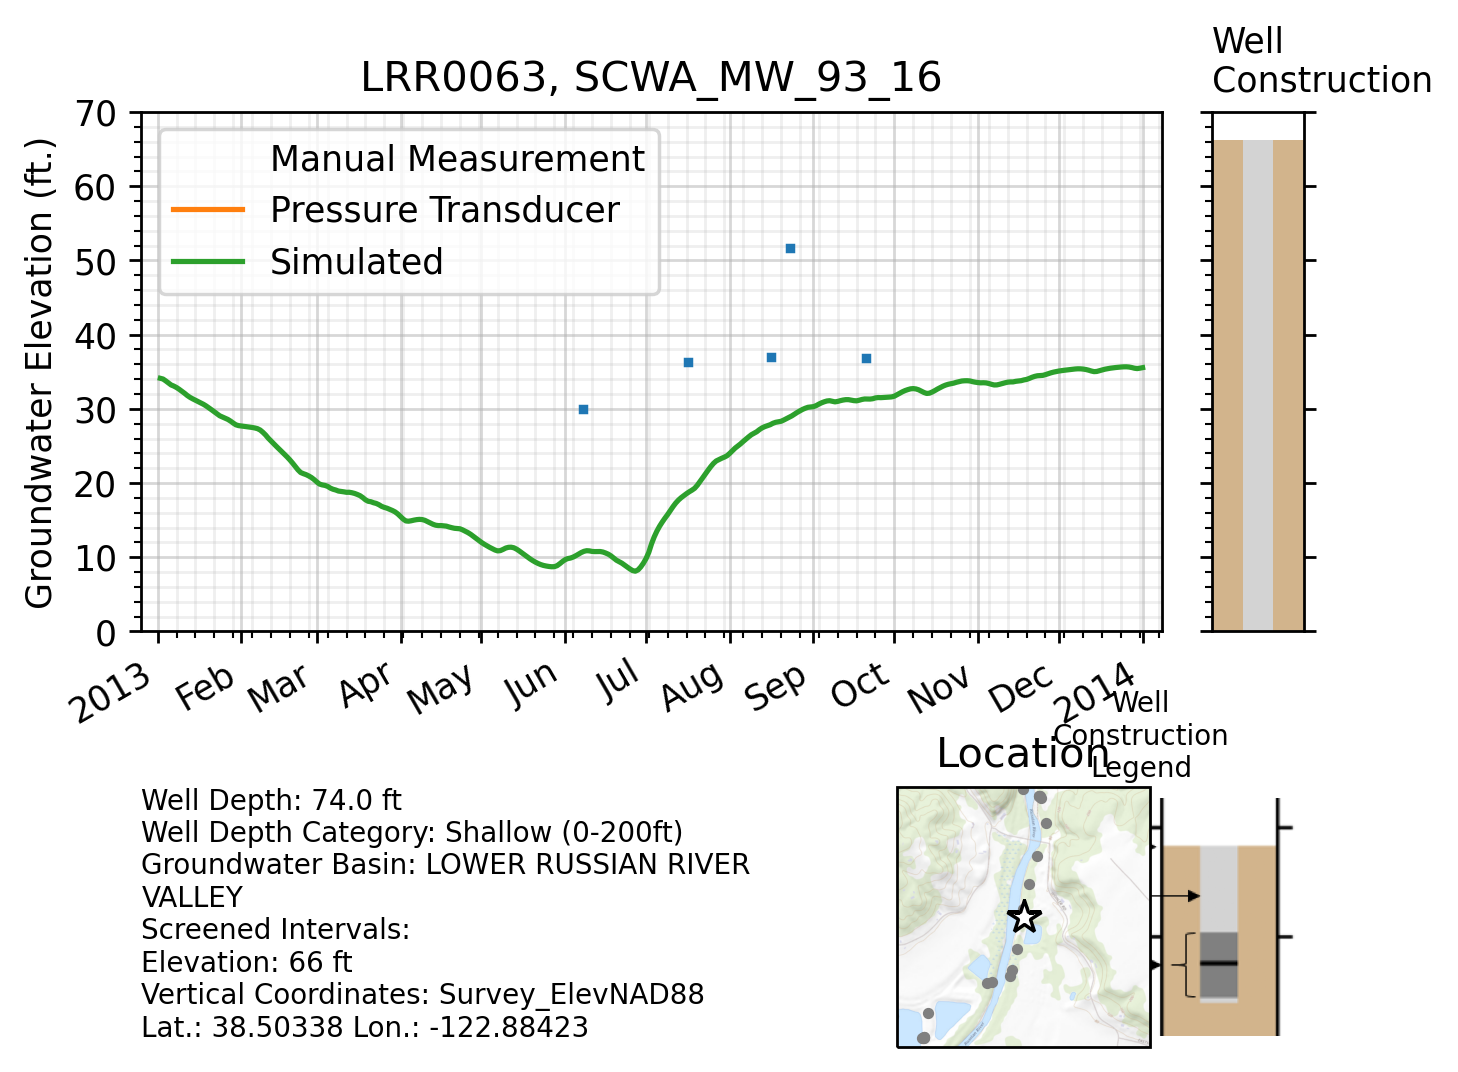 Well
Construction
LRR0063, SCWA_MW_93_16
Groundwater Elevation (ft.)
70
60
50
40
30
20
10
0
Manual Measurement
Pressure Transducer
Simulated
2013
Feb
Mar
Apr
May
Jun
Jul
Aug
Sep
Oct
Nov
Dec
2014
Well
Construction
Legend
Location
Well Depth: 74.0 ft
Well Depth Category: Shallow (0-200ft)
Groundwater Basin: LOWER RUSSIAN RIVER
VALLEY
Screened Intervals:
Elevation: 66 ft
Vertical Coordinates: Survey_ElevNAD88
Lat.: 38.50338 Lon.: -122.88423